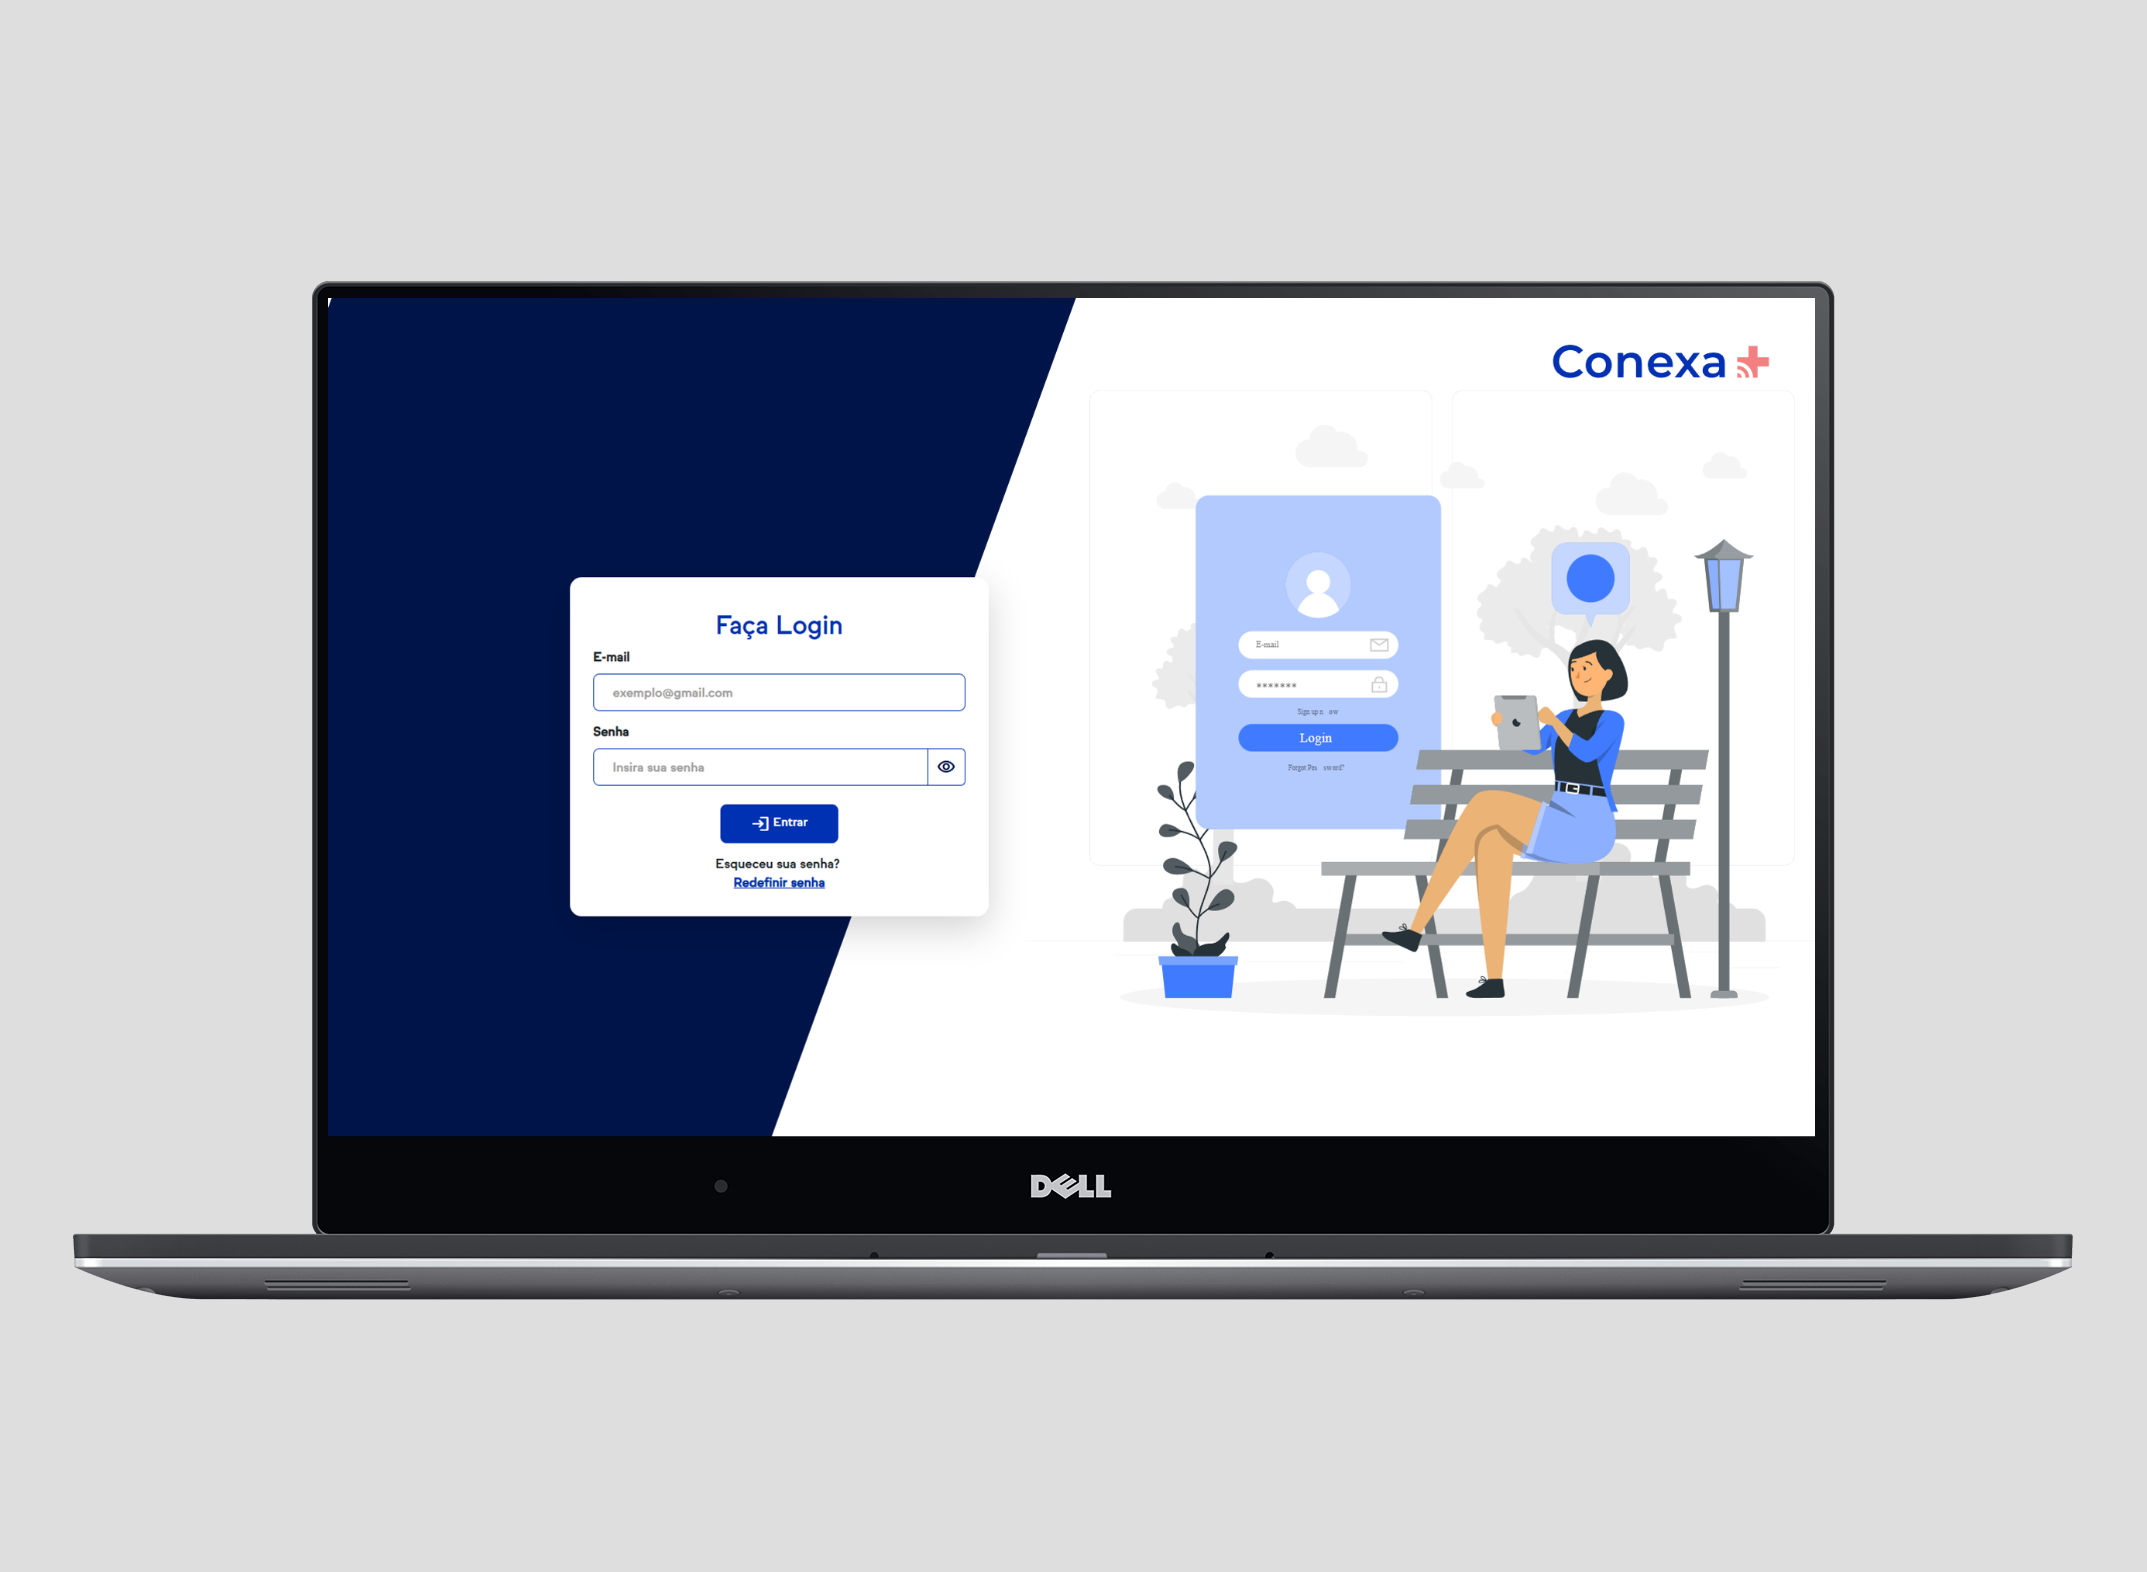 Conexa
Faça Login
E-mail
exemplo@gmail.com
Senha
Insira sua senha
Entrar
Esqueceu sua senha?
Redefinir senha
E-mail
*******
Sign up n ow
Login
Forgot Pas sword?
DELL